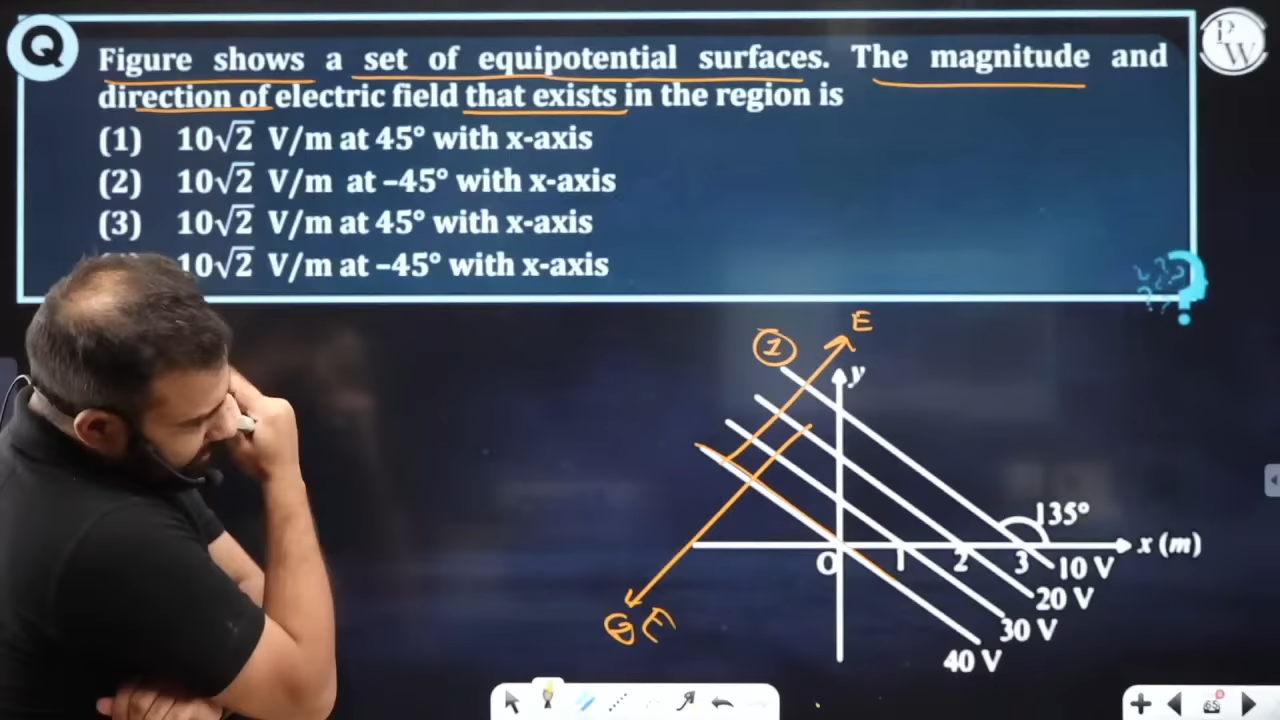 Q
Figure shows a set of equipotential surfaces. The magnitude and
direction of electric field that exists in the region is
(1) 10√2 V/m at 45° with x-axis
(2) 10√2 V/m at –45° with x-axis
(3) 10√2 V/m at 45° with x-axis
10√2 V/m at –45° with x-axis
P
W
1
E
y
135°
x (m)
O 1 2 3
10 V
20 V
30 V
40 V
E
65